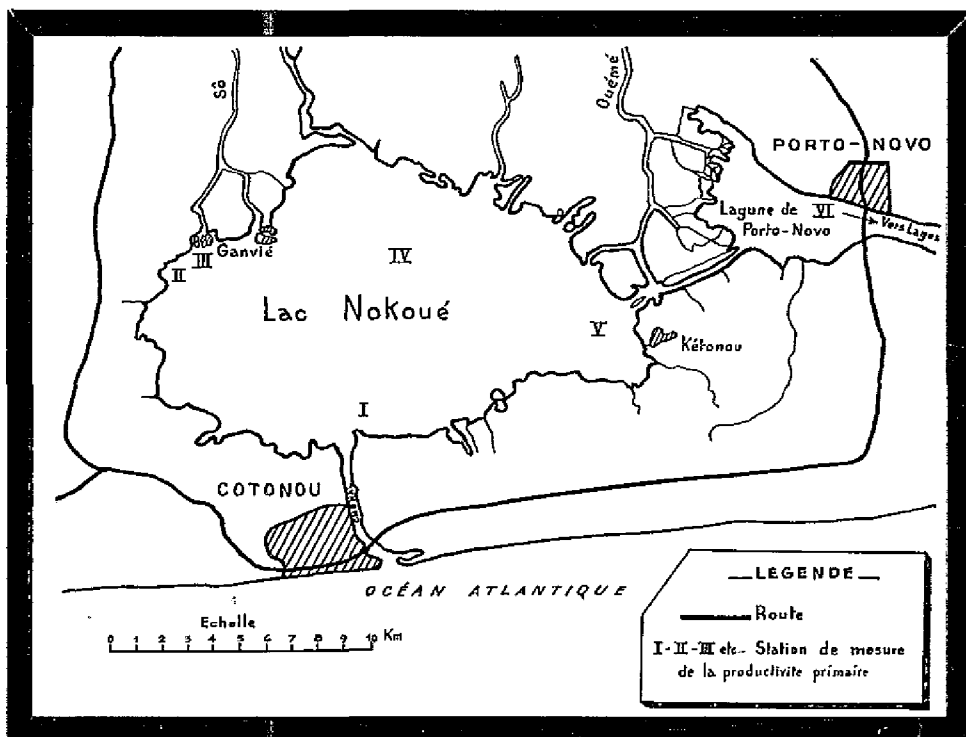 Sô
Ouémé
PORTO-NOVO
Lagune de
Porto-Novo
VI
Vers Lagos
Ganvié
III
II
IV
Lac Nokoué
V
Kétonou
I
COTONOU
OCÉAN ATLANTIQUE
Echelle
0 1 2 3 4 5 6 7 8 9 10 Km
LÉGENDE
Route
I-II-III etc.. Station de mesure
de la productivite primaire